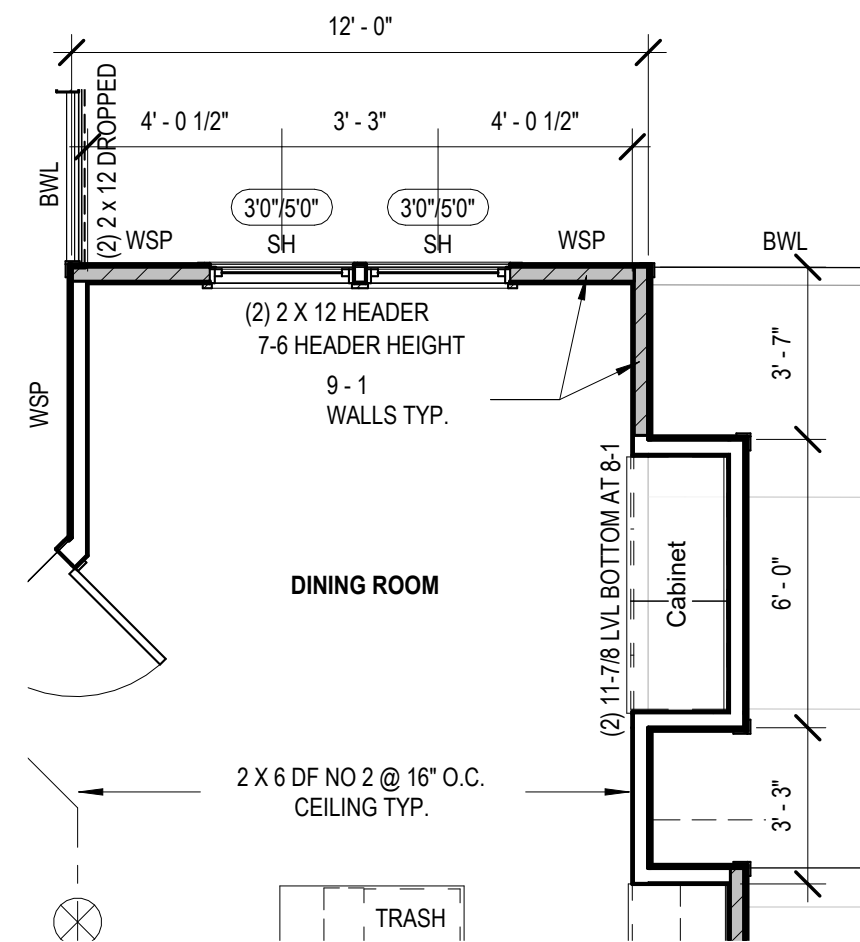 12' - 0"
4' - 0 1/2"
3' - 3"
4' - 0 1/2"
BWL
(2) 2 x 12 DROPPED
3'0"/5'0"
3'0"/5'0"
WSP
SH
SH
WSP
BWL
(2) 2 X 12 HEADER
7-6 HEADER HEIGHT
9 - 1
WALLS TYP.
3' - 7"
WSP
(2) 11-7/8 LVL BOTTOM AT 8-1
Cabinet
6' - 0"
DINING ROOM
2 X 6 DF NO 2 @ 16" O.C.
CEILING TYP.
3' - 3"
TRASH